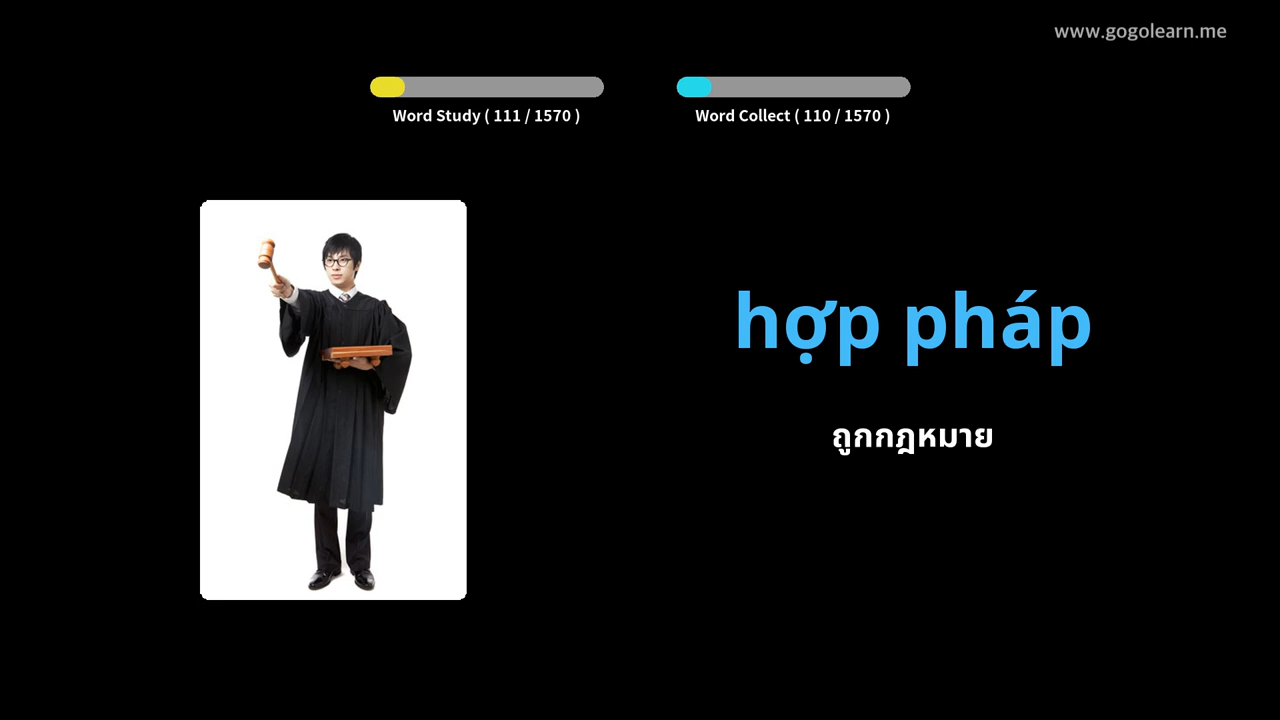 www.gogolearn.me
Word Study ( 111 / 1570 )
Word Collect ( 110 / 1570 )
hợp pháp
ถูกกฎหมาย